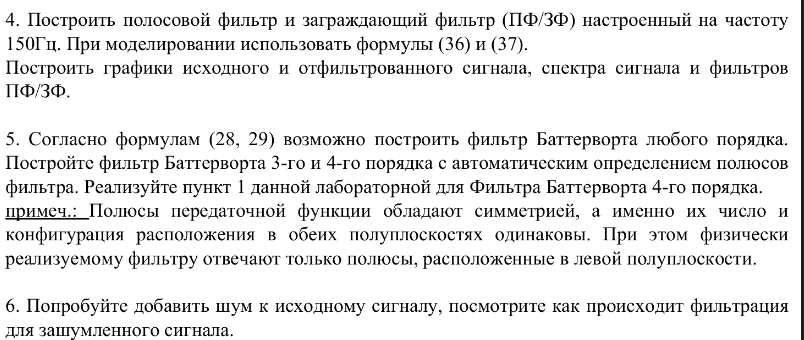 4. Построить полосовой фильтр и заграждающий фильтр (ПФ/ЗФ) настроенный на частоту
150Гц. При моделировании использовать формулы (36) и (37).
Построить графики исходного и отфильтрованного сигнала, спектра сигнала и фильтров
ПФ/ЗФ.
5. Согласно формулам (28, 29) возможно построить фильтр Баттерворта любого порядка.
Постройте фильтр Баттерворта 3-го и 4-го порядка с автоматическим определением полюсов
фильтра. Реализуйте пункт 1 данной лабораторной для Фильтра Баттерворта 4-го порядка.
примеч.: Полюсы передаточной функции обладают симметрией, а именно их число и
конфигурация расположения в обеих полуплоскостях одинаковы. При этом физически
реализуемому фильтру отвечают только полюсы, расположенные в левой полуплоскости.
6. Попробуйте добавить шум к исходному сигналу, посмотрите как происходит фильтрация
для зашумленного сигнала.